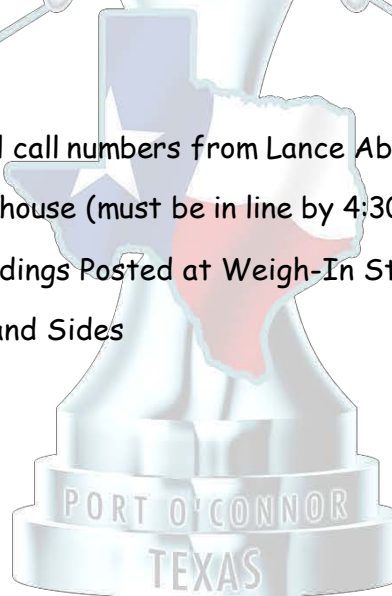 l call numbers from Lance Ab
house (must be in line by 4:30
dings Posted at Weigh-In St
and Sides
PORT O'CONNOR
TEXAS